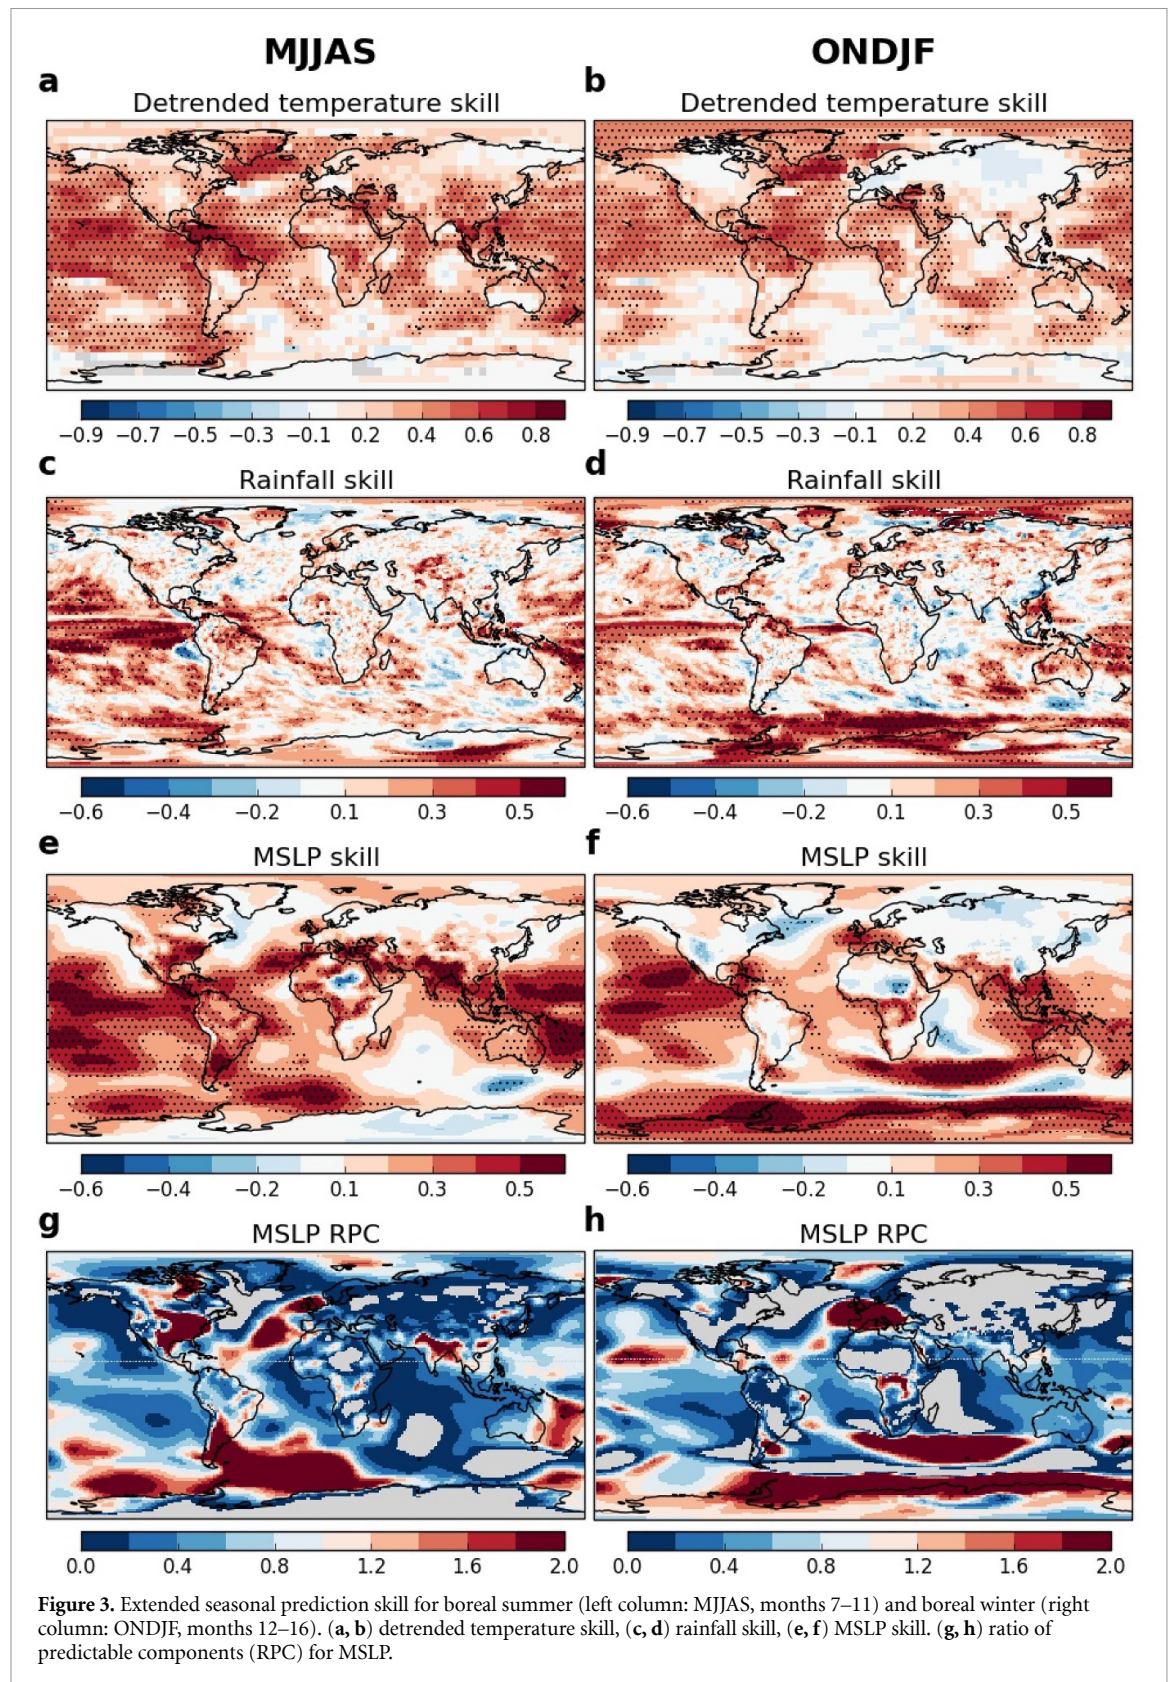 MJJAS
ONDJF
a
Detrended temperature skill
b
Detrended temperature skill
−0.9 −0.7 −0.5 −0.3 −0.1 0.2 0.4 0.6 0.8
−0.9 −0.7 −0.5 −0.3 −0.1 0.2 0.4 0.6 0.8
c
Rainfall skill
d
Rainfall skill
−0.6 −0.4 −0.2 0.1 0.3 0.5
−0.6 −0.4 −0.2 0.1 0.3 0.5
e
MSLP skill
f
MSLP skill
−0.6 −0.4 −0.2 0.1 0.3 0.5
−0.6 −0.4 −0.2 0.1 0.3 0.5
g
MSLP RPC
h
MSLP RPC
0.0 0.4 0.8 1.2 1.6 2.0
0.0 0.4 0.8 1.2 1.6 2.0
Figure 3. Extended seasonal prediction skill for boreal summer (left column: MJJAS, months 7–11) and boreal winter (right
column: ONDJF, months 12–16). (a, b) detrended temperature skill, (c, d) rainfall skill, (e, f) MSLP skill. (g, h) ratio of
predictable components (RPC) for MSLP.